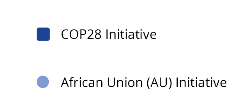 COP28 Initiative
African Union (AU) Initiative